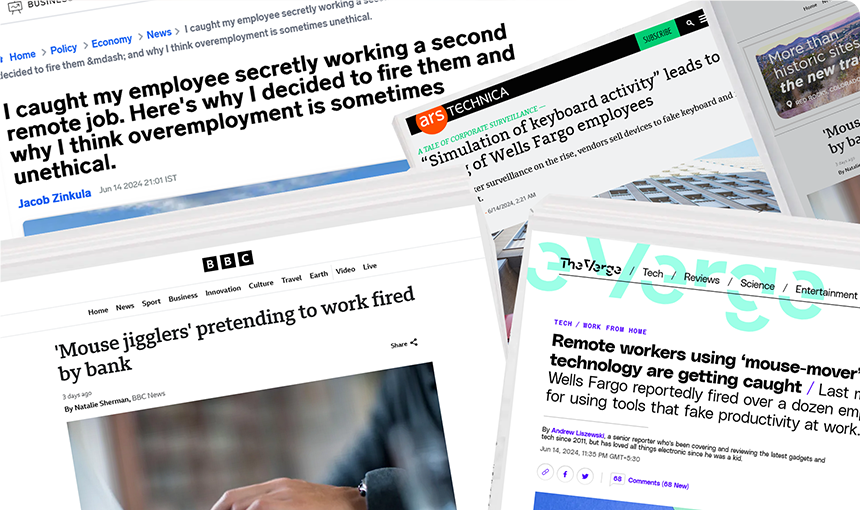 BUSINESS
Home > Policy > Economy > News > I caught my employee secretly working a
decided to fire them &mdash; and why I think overemployment is sometimes unethical.
I caught my employee secretly working a second
remote job. Here's why I decided to fire them and
why I think overemployment is sometimes
unethical.
Jacob Zinkula Jun 14 2024 21:01 IST
SUBSCRIBE
ars TECHNICA
A TALE OF CORPORATE SURVEILLANCE —
“Simulation of keyboard activity” leads to
of Wells Fargo employees
surveillance on the rise, vendors sell devices to fake keyboard and
- 6/14/2024, 2:21 AM
Home
More than
historic sites
the new
RED ROCKS, COLORADO
'Mous
by ba
By Natalie
BBC
Home News Sport Business Innovation Culture Travel Earth Video Live
'Mouse jigglers' pretending to work fired
by bank
Share
3 days ago
By Natalie Sherman, BBC News
e Verge
The Verge / Tech / Reviews / Science / Entertainment
TECH / WORK FROM HOME
Remote workers using ‘mouse-mover’
technology are getting caught / Last
Wells Fargo reportedly fired over a dozen
for using tools that fake productivity at work.
By Andrew Liszewski, a senior reporter who's been covering and reviewing the latest gadgets and
tech since 2011, but has loved all things electronic since he was a kid.
Jun 14, 2024, 11:35 PM GMT+5:30
68 Comments (68 New)